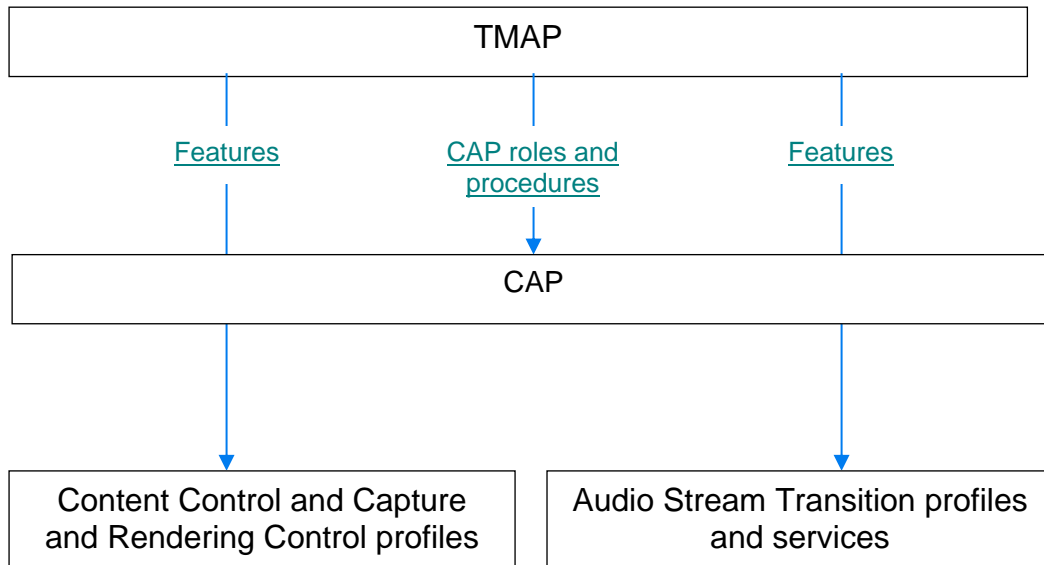 TMAP
Features
CAP roles and
procedures
Features
CAP
Content Control and Capture
and Rendering Control profiles
Audio Stream Transition profiles
and services